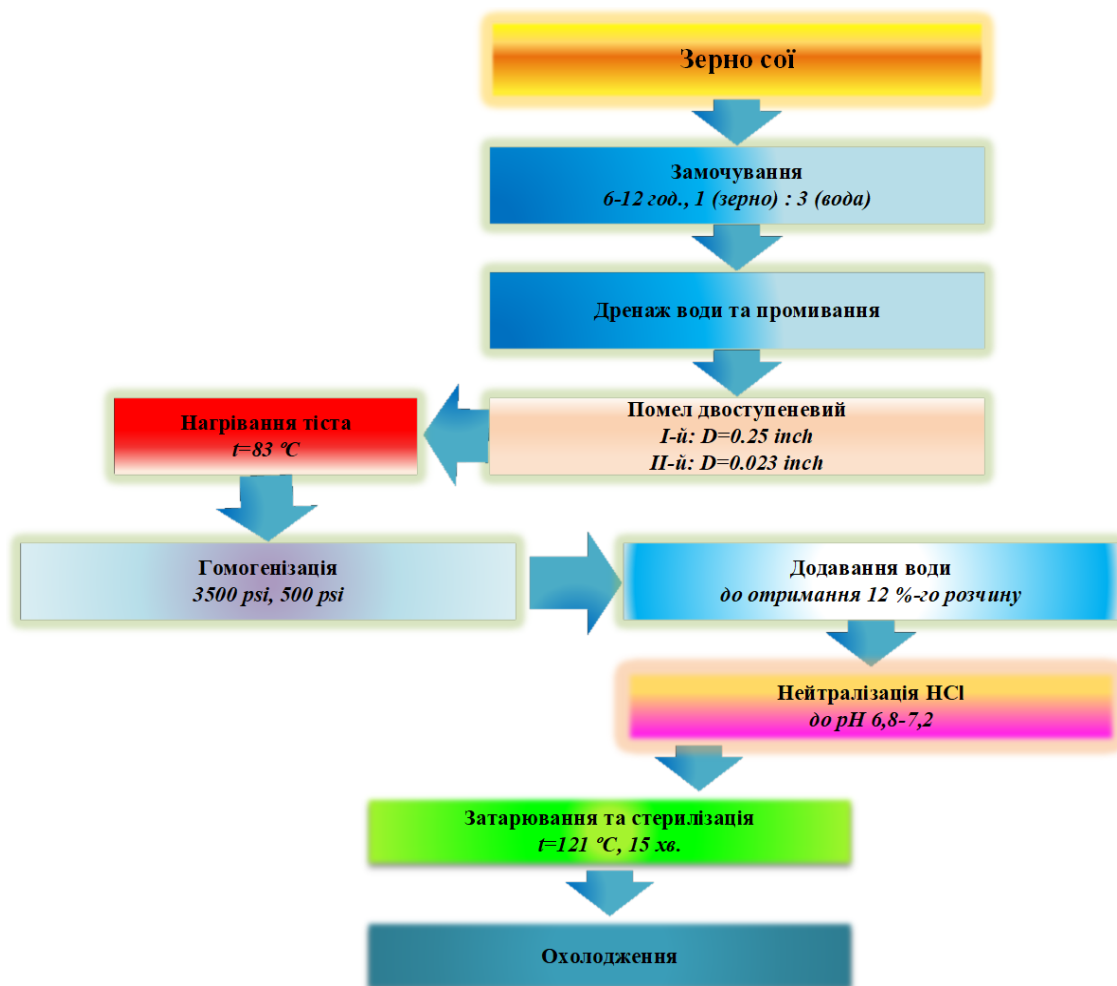 Зерно сої
Замочування
6-12 год., 1 (зерно) : 3 (вода)
Дренаж води та промивання
Помел двоступеневий
І-й: D=0.25 inch
ІІ-й: D=0.023 inch
Нагрівання тіста
t=83 °С
Гомогенізація
3500 psi, 500 psi
Додавання води
до отримання 12 %-го розчину
Нейтралізація HCl
до рН 6,8-7,2
Затарювання та стерилізація
t=121 °С, 15 хв.
Охолодження